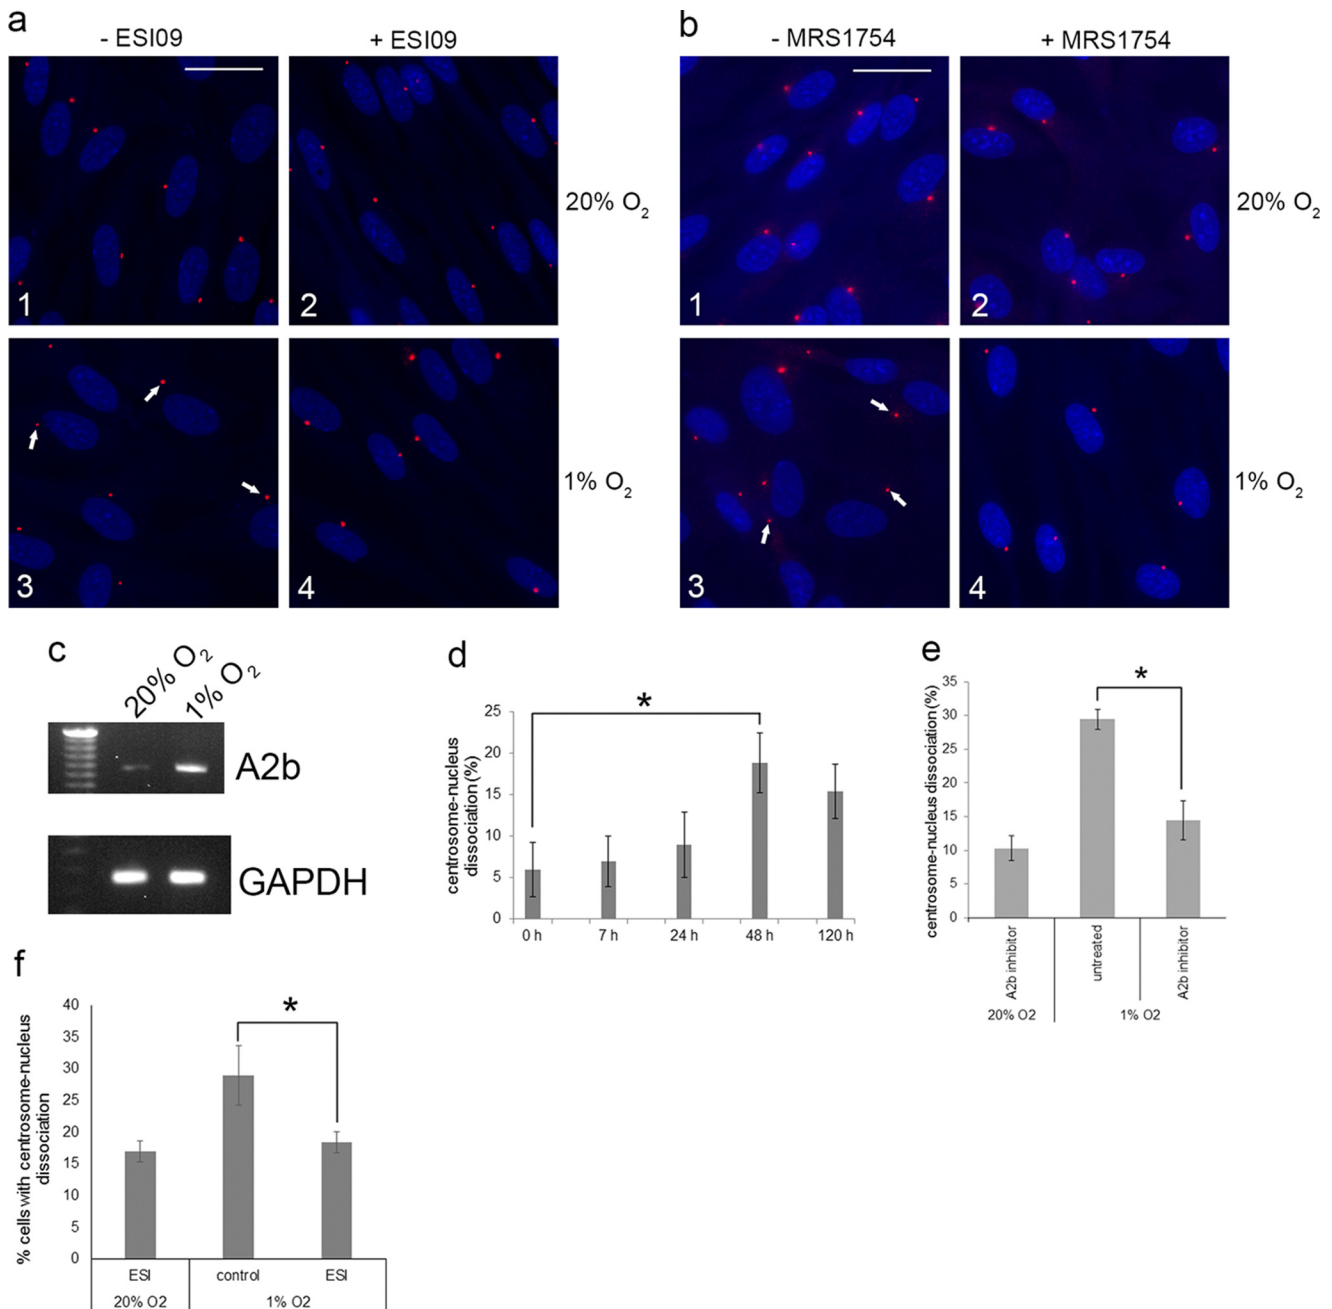 a
- ESI09
+ ESI09
1
2
20% O2
3
4
1% O2
b
- MRS1754
+ MRS1754
1
2
20% O2
3
4
1% O2
c
20% O2
1% O2
A2b
GAPDH
d
centrosome-nucleus
dissociation (%)
25
20
15
10
5
0
*
0 h
7 h
24 h
48 h
120 h
e
centrosome-nucleus dissociation (%)
35
30
25
20
15
10
5
0
*
A2b inhibitor
untreated
A2b inhibitor
20% O2
1% O2
f
% cells with centrosome-nucleus
dissociation
40
35
30
25
20
15
10
5
0
*
ESI
control
ESI
20% O2
1% O2